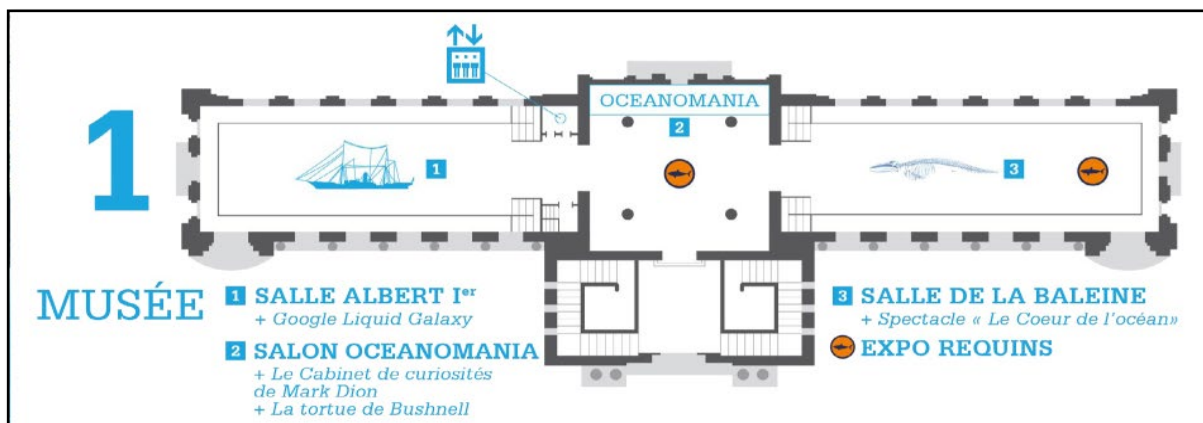 1
MUSÉE
OCEANOMANIA
2
1
3
1 SALLE ALBERT Ier
+ Google Liquid Galaxy
2 SALON OCEANOMANIA
+ Le Cabinet de curiosités
de Mark Dion
+ La tortue de Bushnell
3 SALLE DE LA BALEINE
+ Spectacle « Le Coeur de l’océan»
EXPO REQUINS